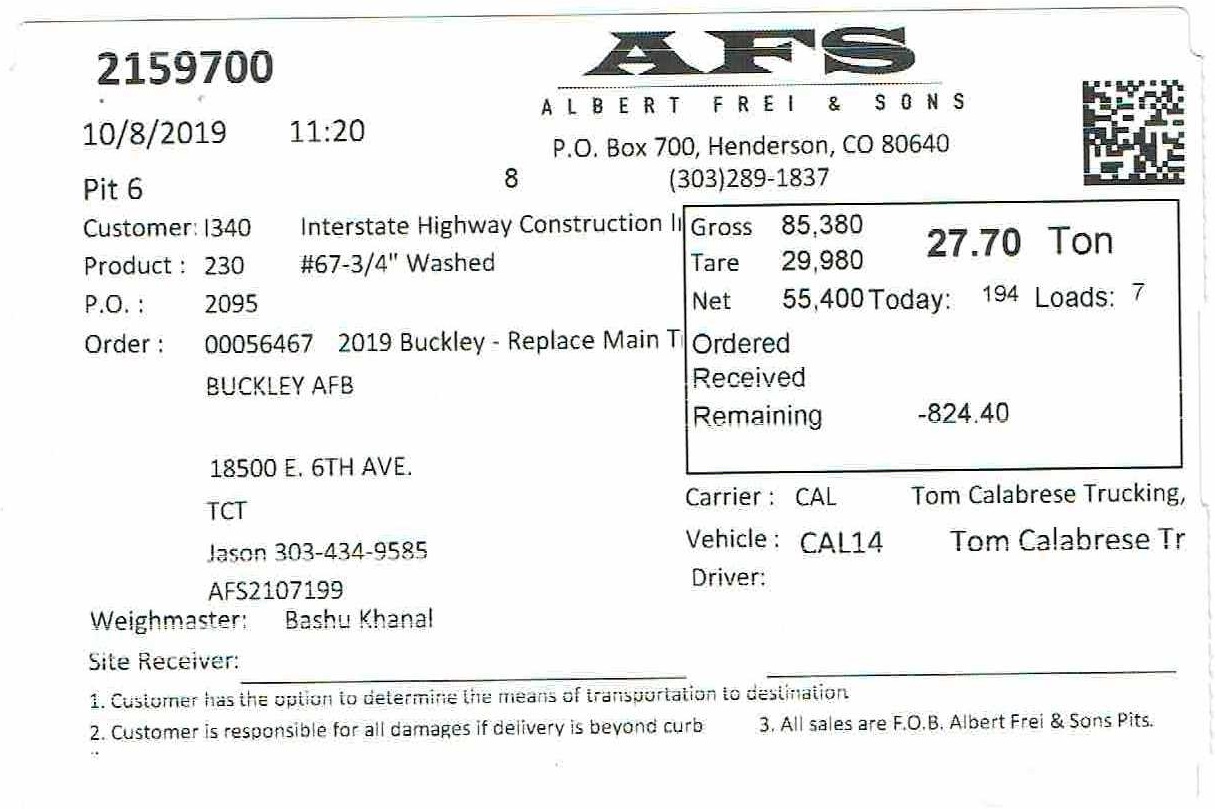 2159700
AFS
ALBERT FREI & SONS
10/8/2019 11:20
P.O. Box 700, Henderson, CO 80640
Pit 6 8 (303)289-1837
Customer: I340 Interstate Highway Construction I
Gross 85,380 27.70 Ton
Product : 230 #67-3/4" Washed
Tare 29,980
P.O. : 2095
Net 55,400 Today: 194 Loads: 7
Order : 00056467 2019 Buckley - Replace Main T
Ordered
BUCKLEY AFB
Received
Remaining -824.40
18500 E. 6TH AVE.
Carrier : CAL Tom Calabrese Trucking,
TCT
Vehicle : CAL14 Tom Calabrese Tr
Jason 303-434-9585
Driver:
AFS2107199
Weighmaster: Bashu Khanal
Site Receiver:
1. Customer has the option to determine the means of transportation to destination
2. Customer is responsible for all damages if delivery is beyond curb 3. All sales are F.O.B. Albert Frei & Sons Pits.